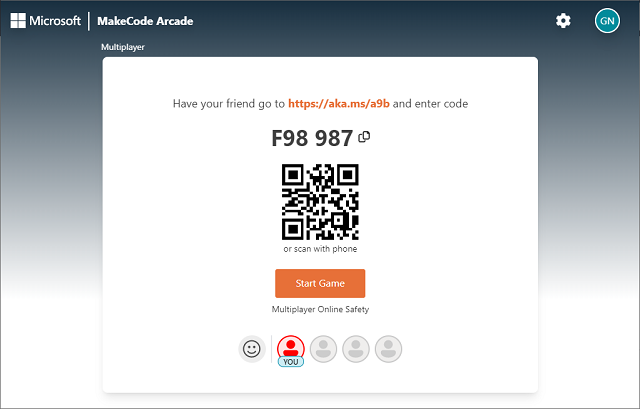 Microsoft MakeCode Arcade GN
Multiplayer
Have your friend go to https://aka.ms/a9b and enter code
F98 987
or scan with phone
Start Game
Multiplayer Online Safety
YOU